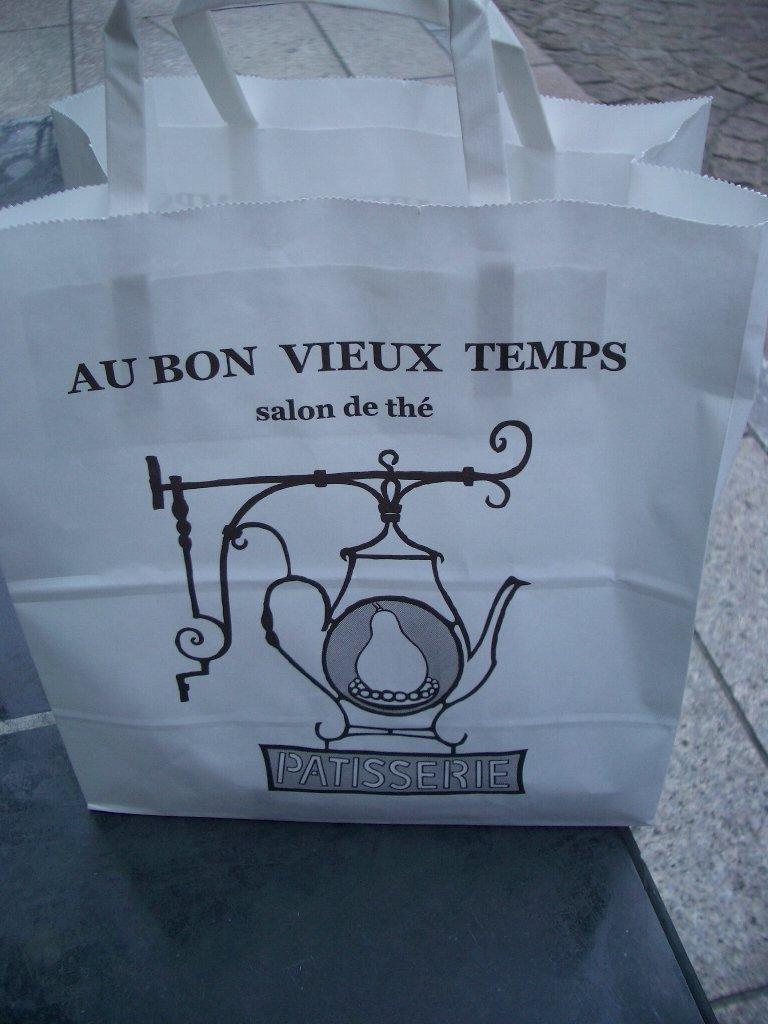 AU BON VIEUX TEMPS
salon de thé
PATISSERIE